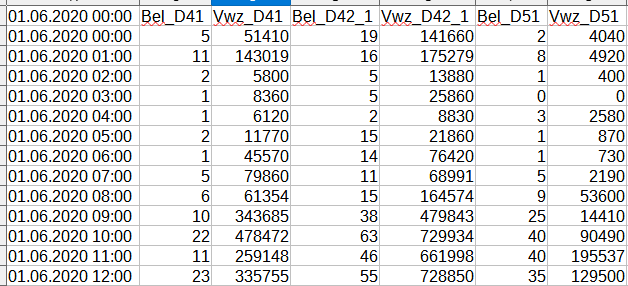 01.06.2020 00:00 Bel_D41 Vwz_D41 Bel_D42_1 Vwz_D42_1 Bel_D51 Vwz_D51
01.06.2020 00:00 5 51410 19 141660 2 4040
01.06.2020 01:00 11 143019 16 175279 8 4920
01.06.2020 02:00 2 5800 5 13880 1 400
01.06.2020 03:00 1 8360 5 25860 0 0
01.06.2020 04:00 1 6120 2 8830 3 2580
01.06.2020 05:00 2 11770 15 21860 1 870
01.06.2020 06:00 1 45570 14 76420 1 730
01.06.2020 07:00 5 79860 11 68991 5 2190
01.06.2020 08:00 6 61354 15 164574 9 53600
01.06.2020 09:00 10 343685 38 479843 25 14410
01.06.2020 10:00 22 478472 63 729934 40 90490
01.06.2020 11:00 11 259148 46 661998 40 195537
01.06.2020 12:00 23 335755 55 728850 35 129500